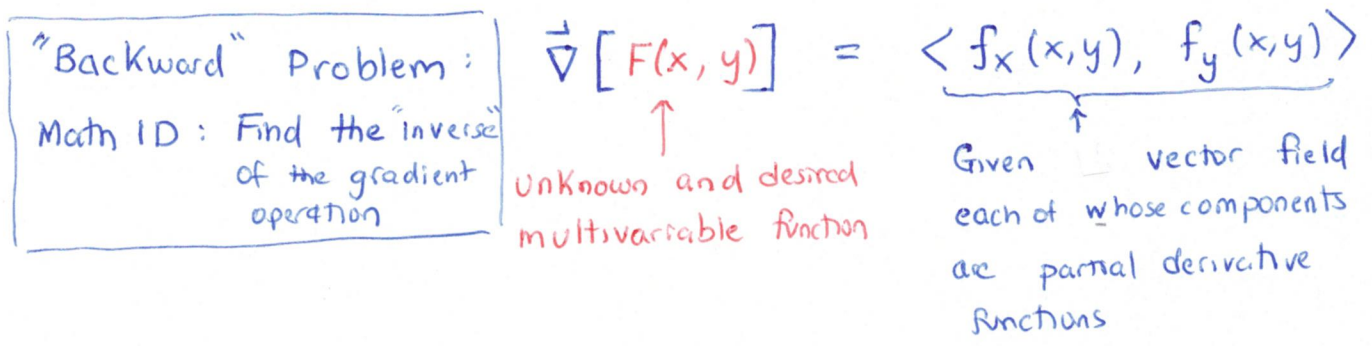 "Backward" Problem:
Math ID: Find the "inverse"
of the gradient
operation
∇⃗ [F(x, y)] = < fₓ(x,y), f_y(x,y) >
unknown and desired
multivariable function
Given vector field
each of whose components
are partial derivative
functions